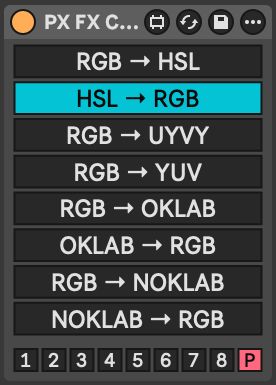 PX FX C...
RGB → HSL
HSL → RGB
RGB → UYVY
RGB → YUV
RGB → OKLAB
OKLAB → RGB
RGB → NOKLAB
NOKLAB → RGB
1 2 3 4 5 6 7 8 P